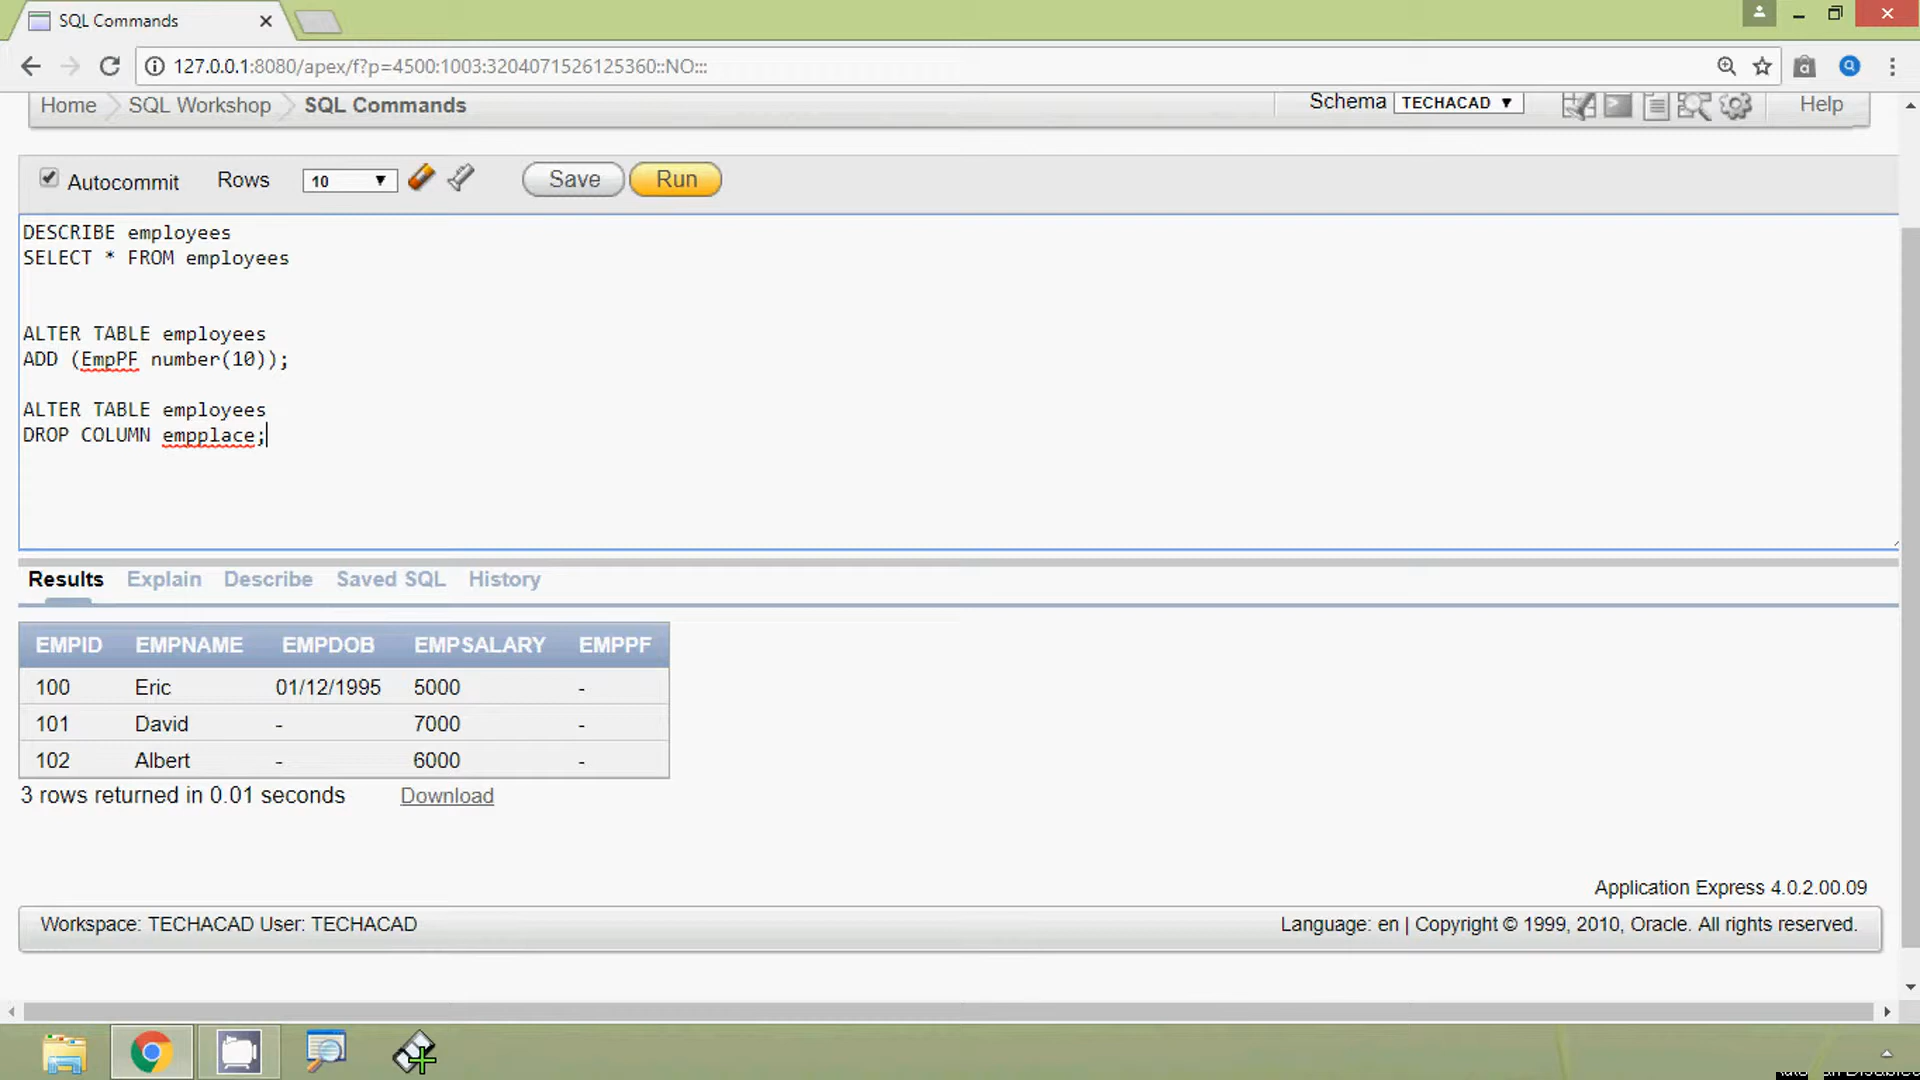 SQL Commands
127.0.0.1:8080/apex/f?p=4500:1003:3204071526125360::NO:::
Home SQL Workshop SQL Commands Schema TECHACAD Help
Autocommit Rows 10 Save Run
DESCRIBE employees
SELECT * FROM employees
ALTER TABLE employees
ADD (EmpPF number(10));
ALTER TABLE employees
DROP COLUMN empplace;
Results Explain Describe Saved SQL History
EMPID EMPNAME EMPDOB EMPSALARY EMPPF
100 Eric 01/12/1995 5000 -
101 David - 7000 -
102 Albert - 6000 -
3 rows returned in 0.01 seconds Download
Application Express 4.0.2.00.09
Workspace: TECHACAD User: TECHACAD Language: en | Copyright © 1999, 2010, Oracle. All rights reserved.